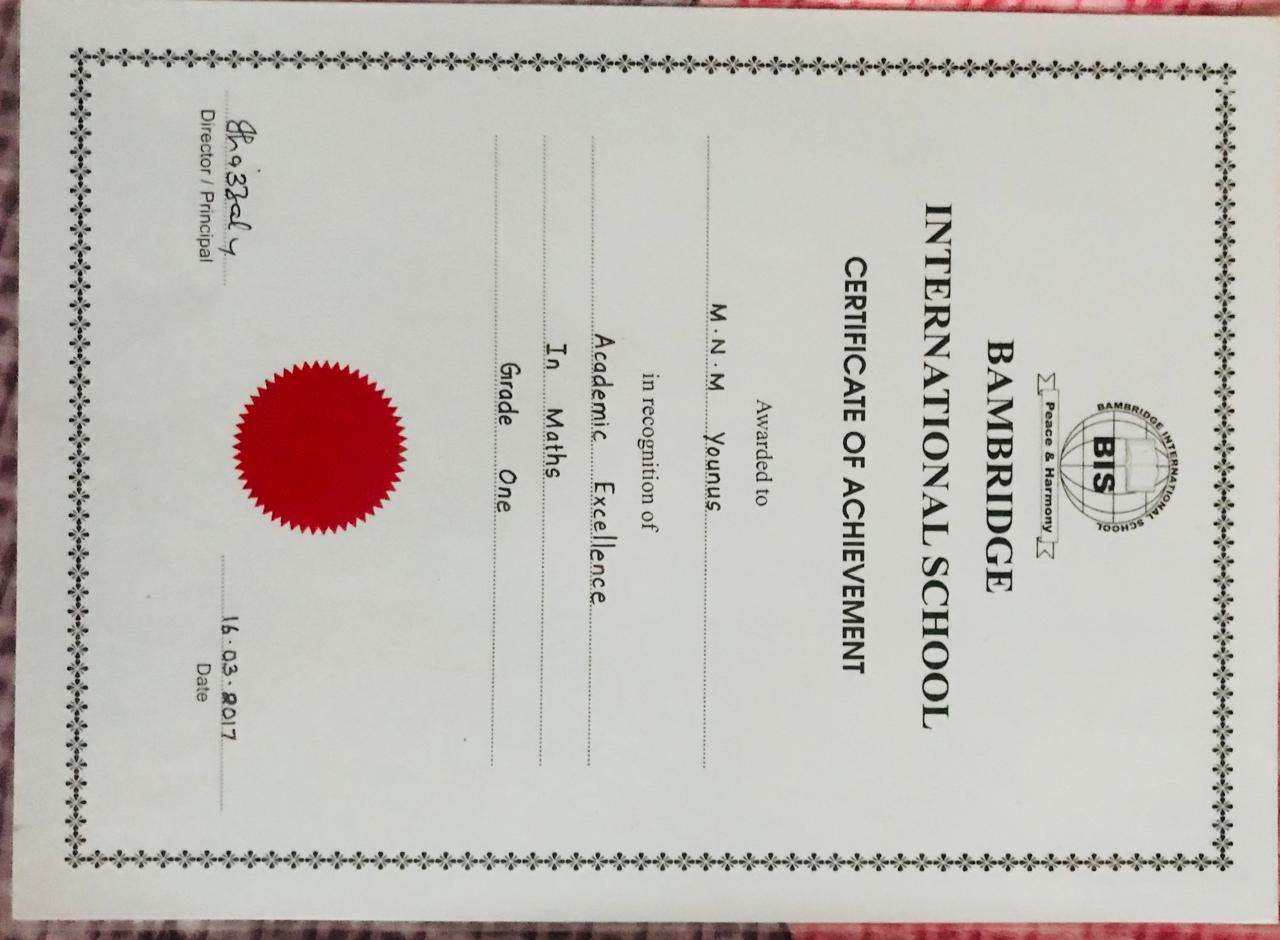 BAMBRIDGE INTERNATIONAL SCHOOL
BIS
Peace & Harmony
BAMBRIDGE
INTERNATIONAL SCHOOL
CERTIFICATE OF ACHIEVEMENT
Awarded to
M.N.M Younus
in recognition of
Academic Excellence
In Maths
Grade One
16.03.2017
Director / Principal
Date